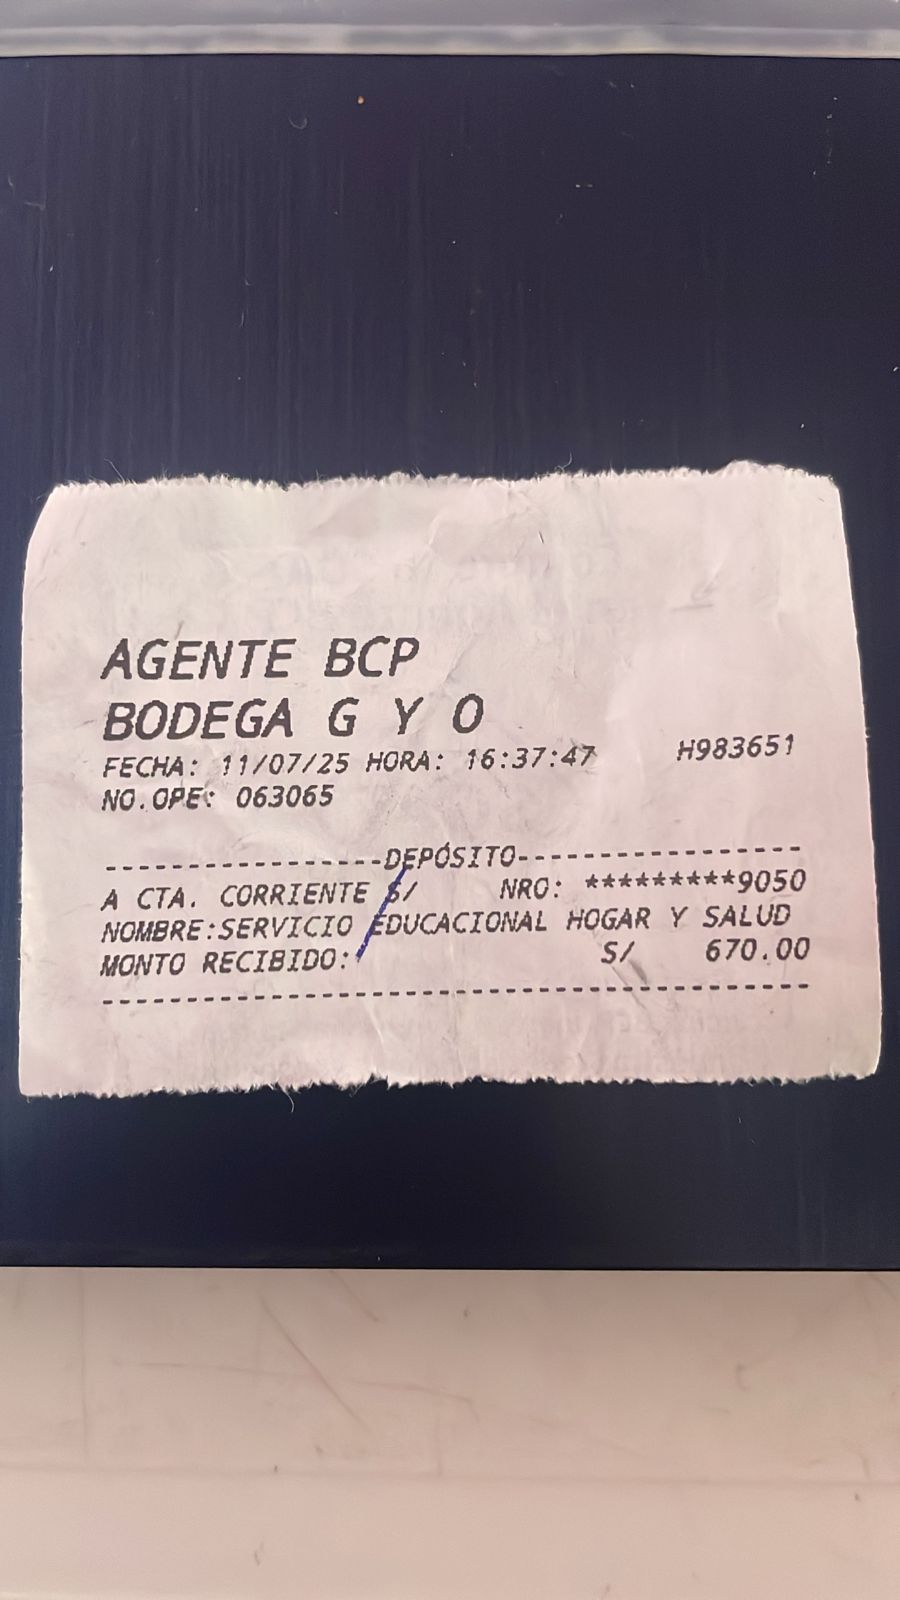 AGENTE BCP
BODEGA G Y O
FECHA: 11/07/25 HORA: 16:37:47 H983651
NO.OPE: 063065
------------------DEPÓSITO------------------
A CTA. CORRIENTE S/ NRO: *********9050
NOMBRE:SERVICIO EDUCACIONAL HOGAR Y SALUD
MONTO RECIBIDO: S/ 670.00
--------------------------------------------